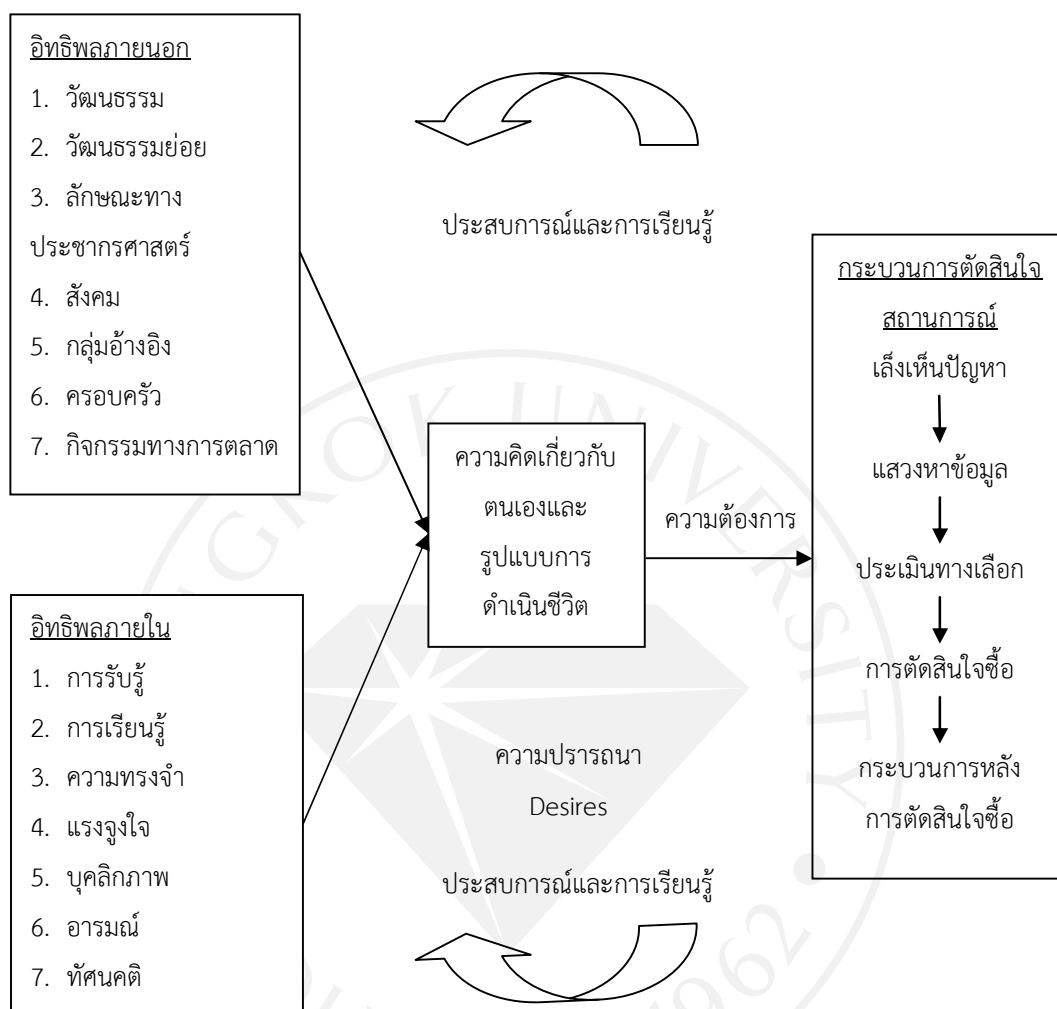 อิทธิพลภายนอก
1. วัฒนธรรม
2. วัฒนธรรมย่อย
3. ลักษณะทาง
ประชากรศาสตร์
4. สังคม
5. กลุ่มอ้างอิง
6. ครอบครัว
7. กิจกรรมทางการตลาด
อิทธิพลภายใน
1. การรับรู้
2. การเรียนรู้
3. ความทรงจำ
4. แรงจูงใจ
5. บุคลิกภาพ
6. อารมณ์
7. ทัศนคติ
ประสบการณ์และการเรียนรู้
ความคิดเกี่ยวกับ
ตนเองและ
รูปแบบการ
ดำเนินชีวิต
ความต้องการ
ความปรารถนา
Desires
ประสบการณ์และการเรียนรู้
กระบวนการตัดสินใจ
สถานการณ์
เล็งเห็นปัญหา
แสวงหาข้อมูล
ประเมินทางเลือก
การตัดสินใจซื้อ
กระบวนการหลัง
การตัดสินใจซื้อ
UNIVERSITY
1962